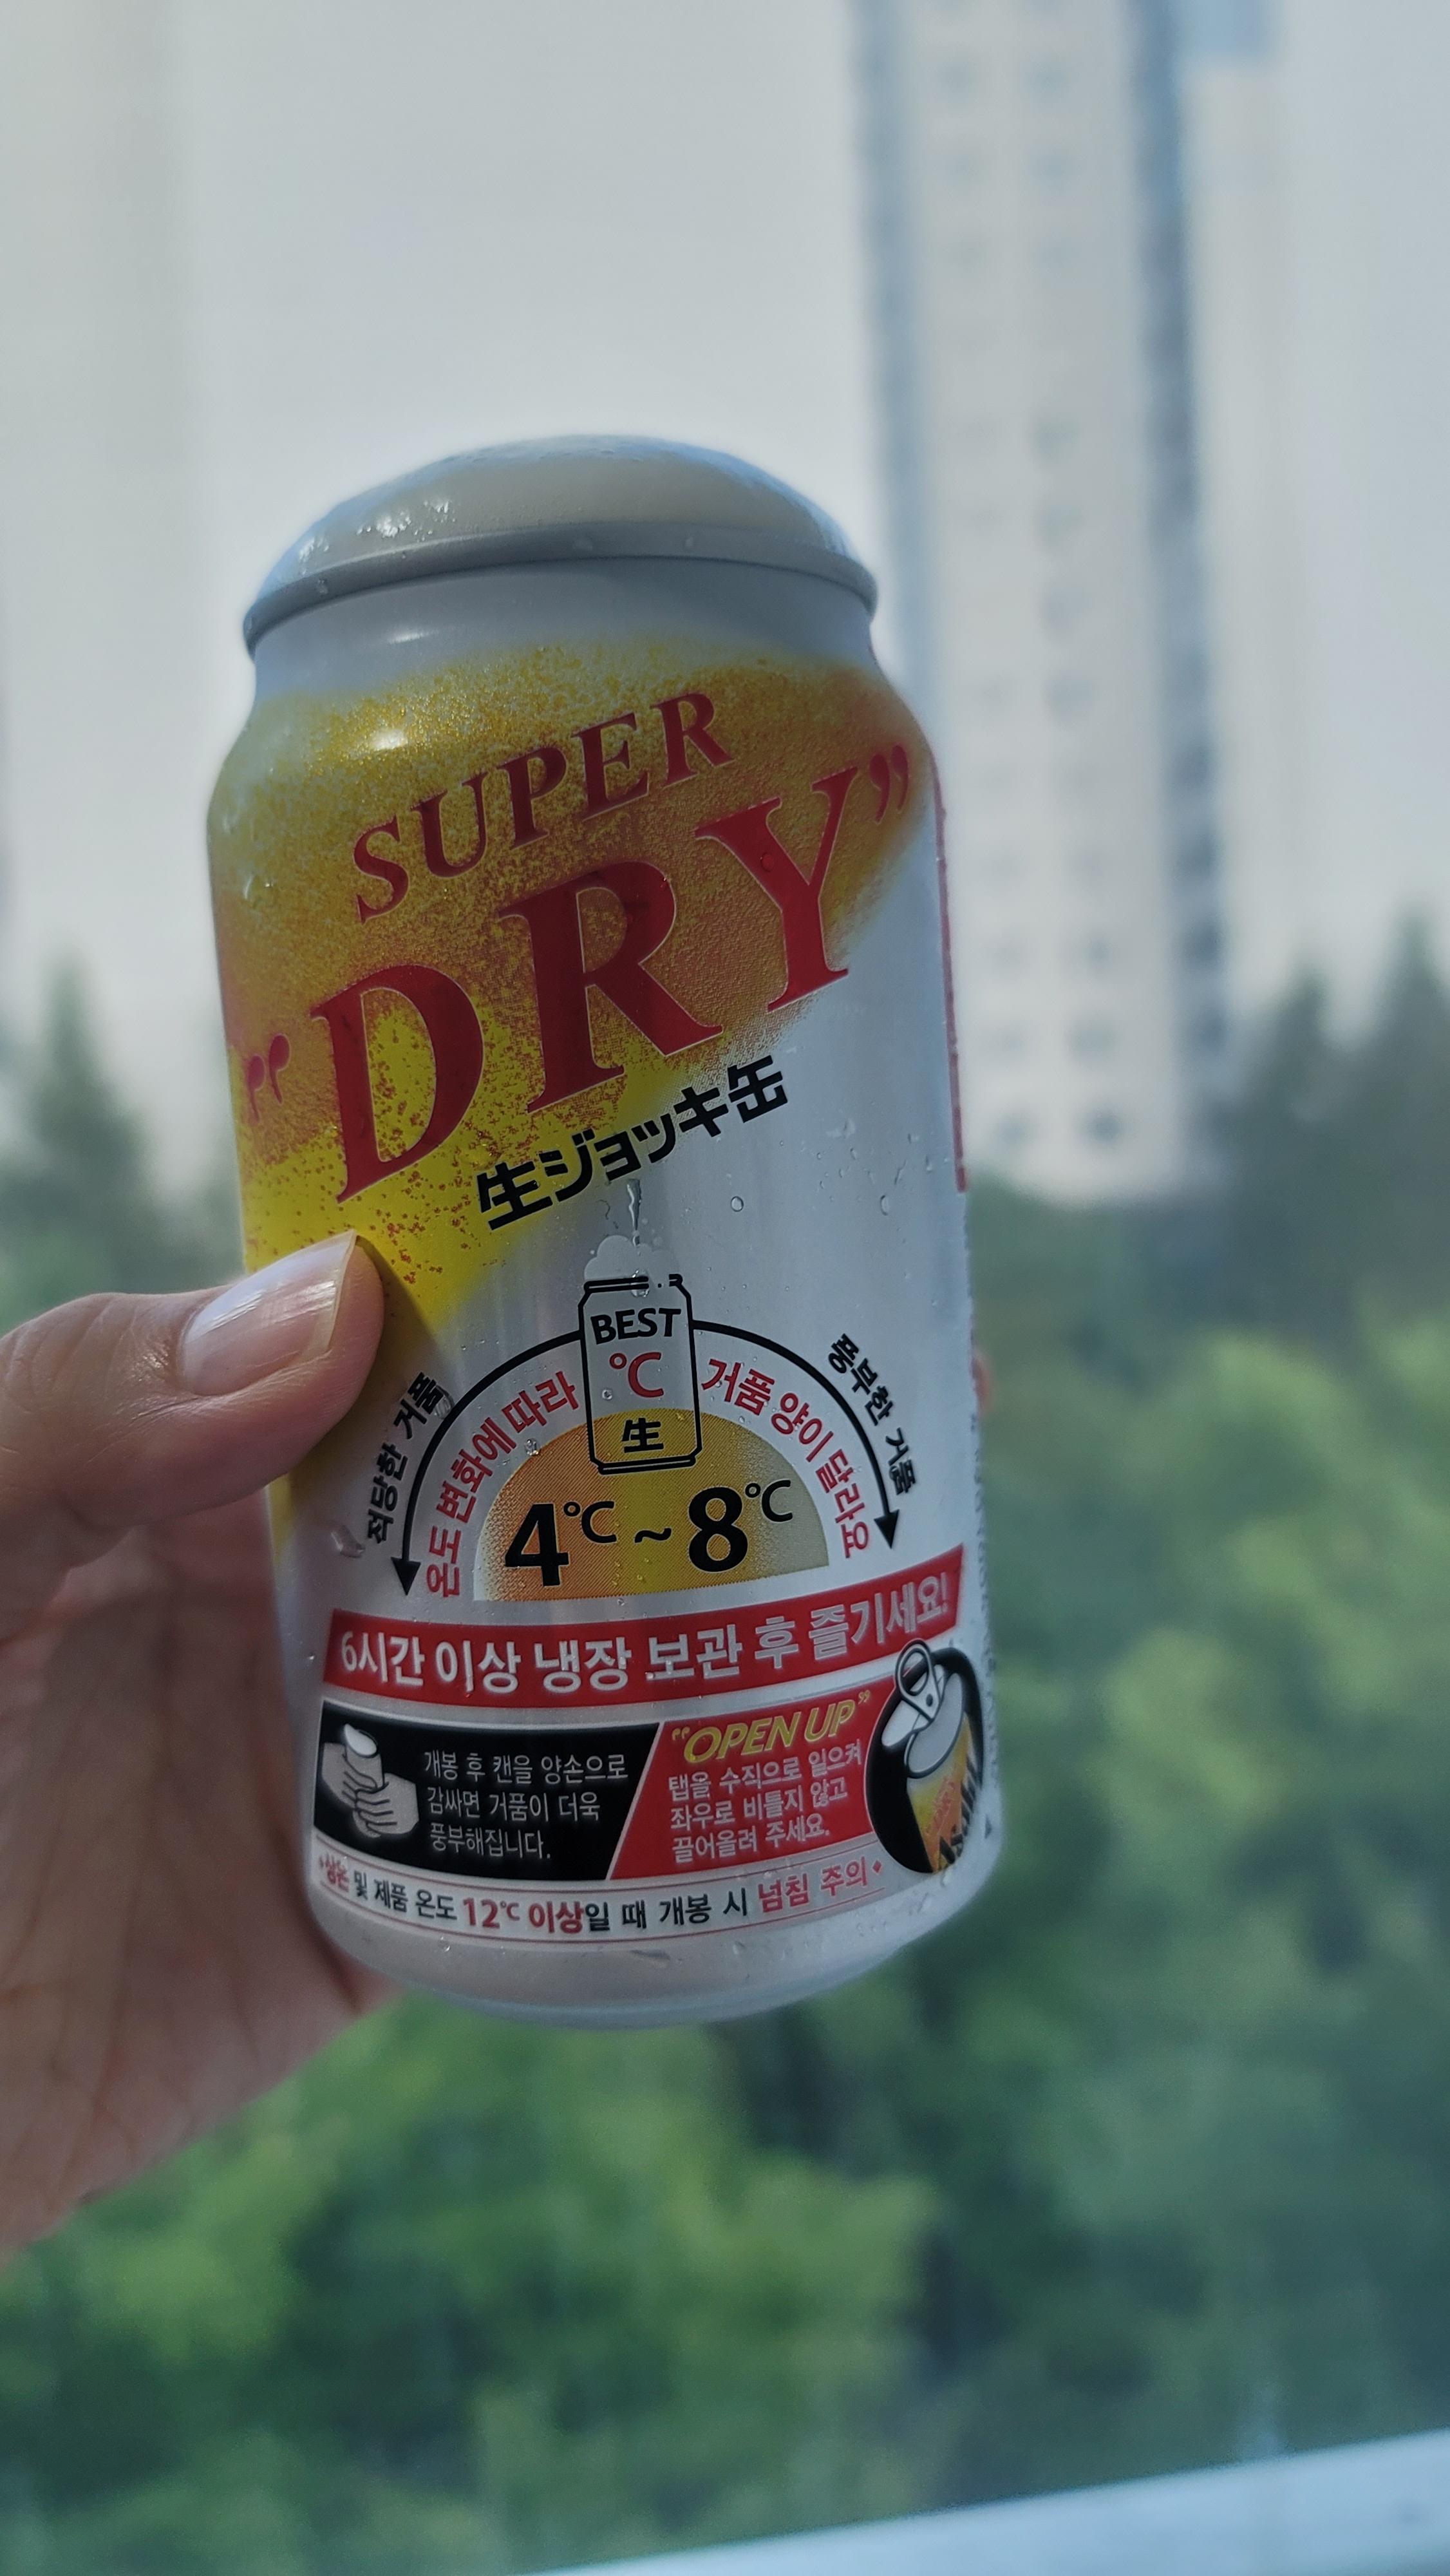 SUPER
“DRY”
生ジョッキ缶
BEST
℃
生
적당한 거품
온도 변화에 따라
거품 양이 달라요
풍부한 거품
4℃~8℃
6시간 이상 냉장 보관 후 즐기세요!
개봉 후 캔을 양손으로
감싸면 거품이 더욱
풍부해집니다.
“OPEN UP”
탭을 수직으로 일으켜
좌우로 비틀지 않고
끌어올려 주세요.
Asahi
•상온 및 제품 온도 12℃ 이상일 때 개봉 시 넘침 주의•